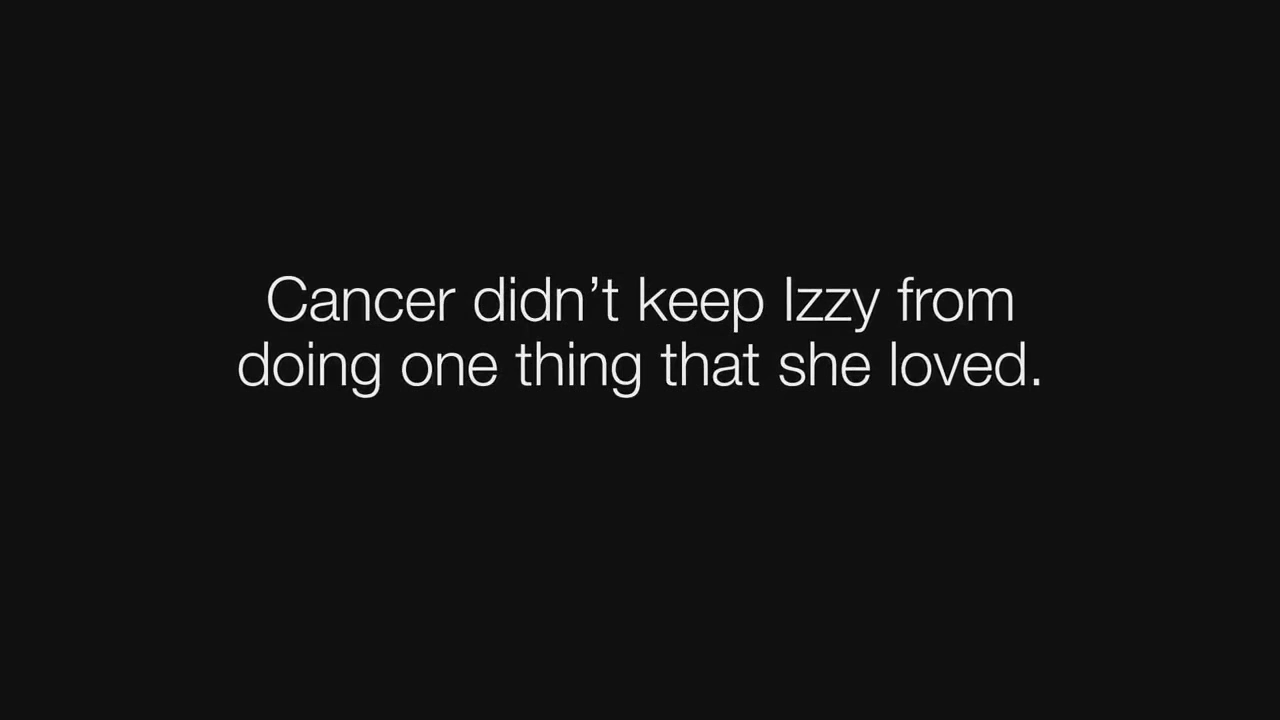 Cancer didn’t keep Izzy from
doing one thing that she loved.